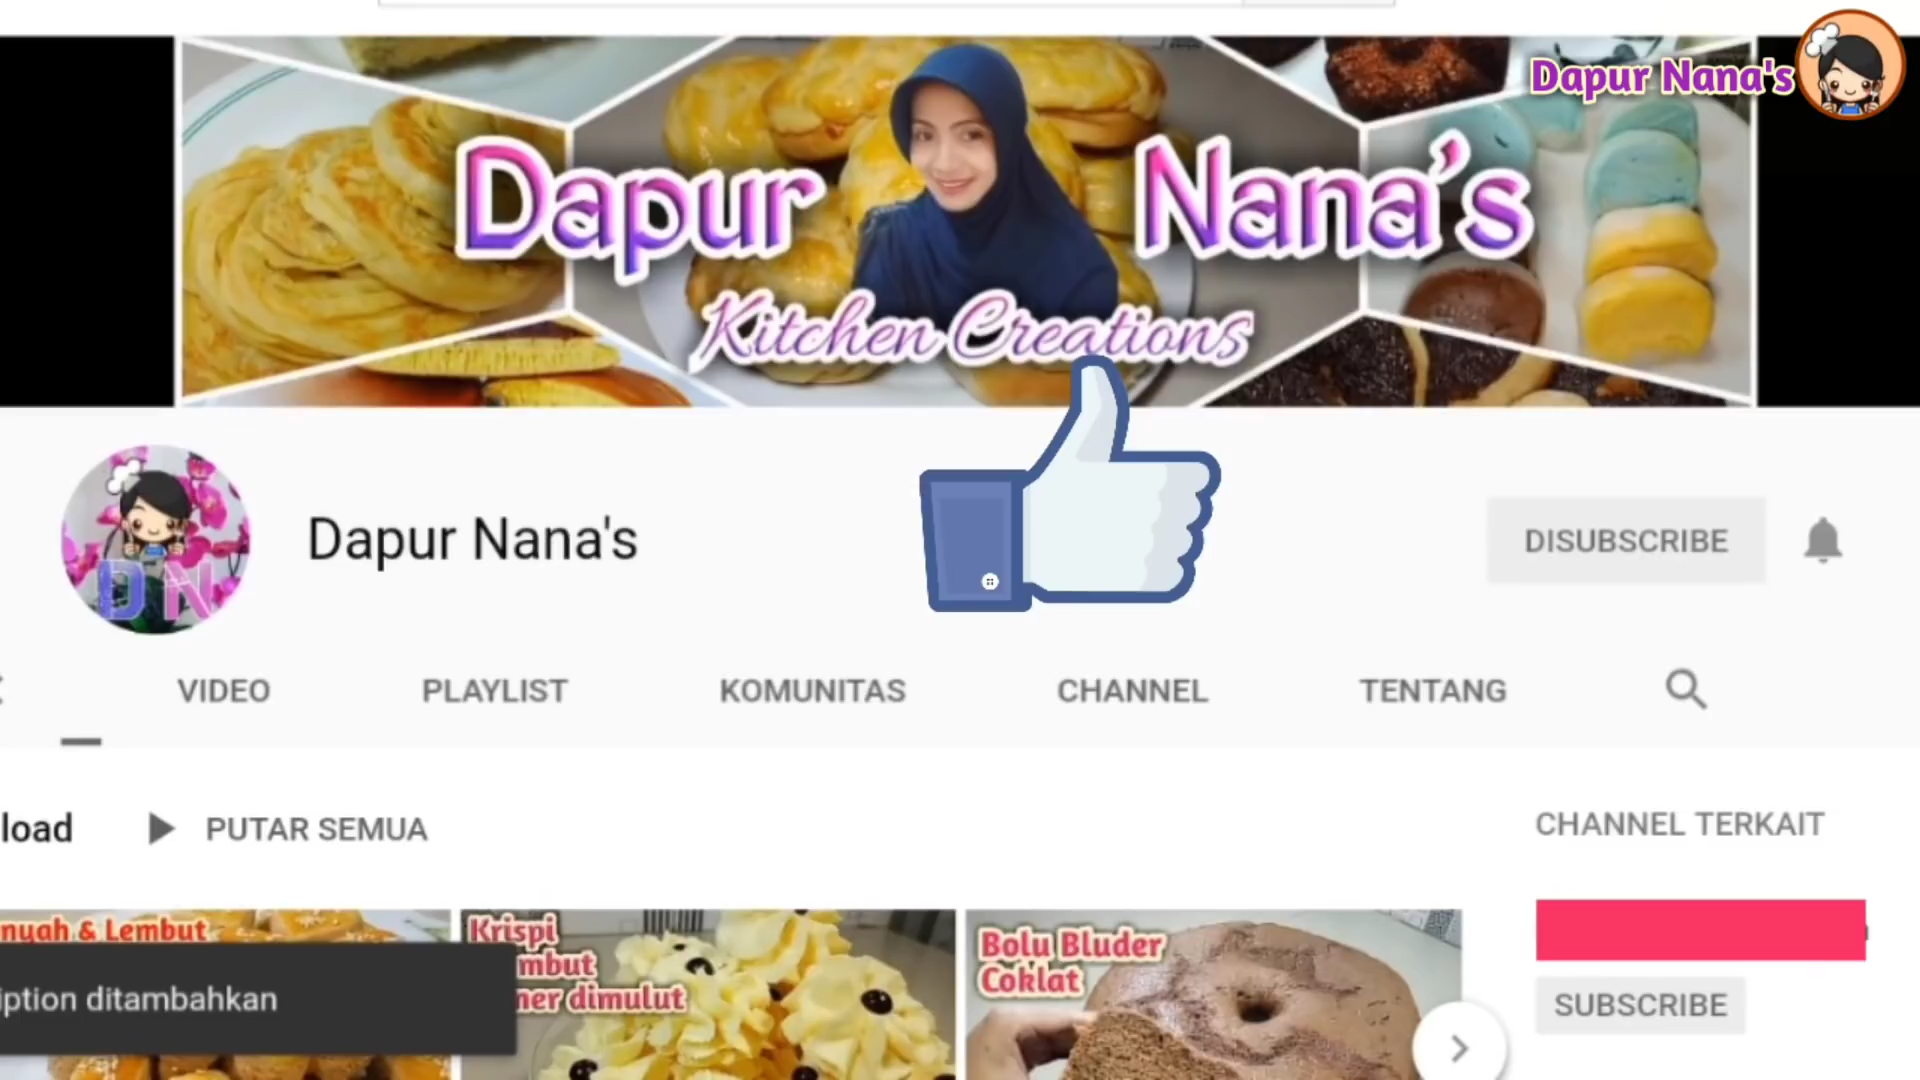 Dapur Nana's
Dapur Nana's
Kitchen Creations
DN
Dapur Nana's
DISUBSCRIBE
VIDEO PLAYLIST KOMUNITAS CHANNEL TENTANG
load PUTAR SEMUA
CHANNEL TERKAIT
nyah & Lembut
Krispi
mbut
ner dimulut
Bolu Bluder
Coklat
iption ditambahkan
SUBSCRIBE